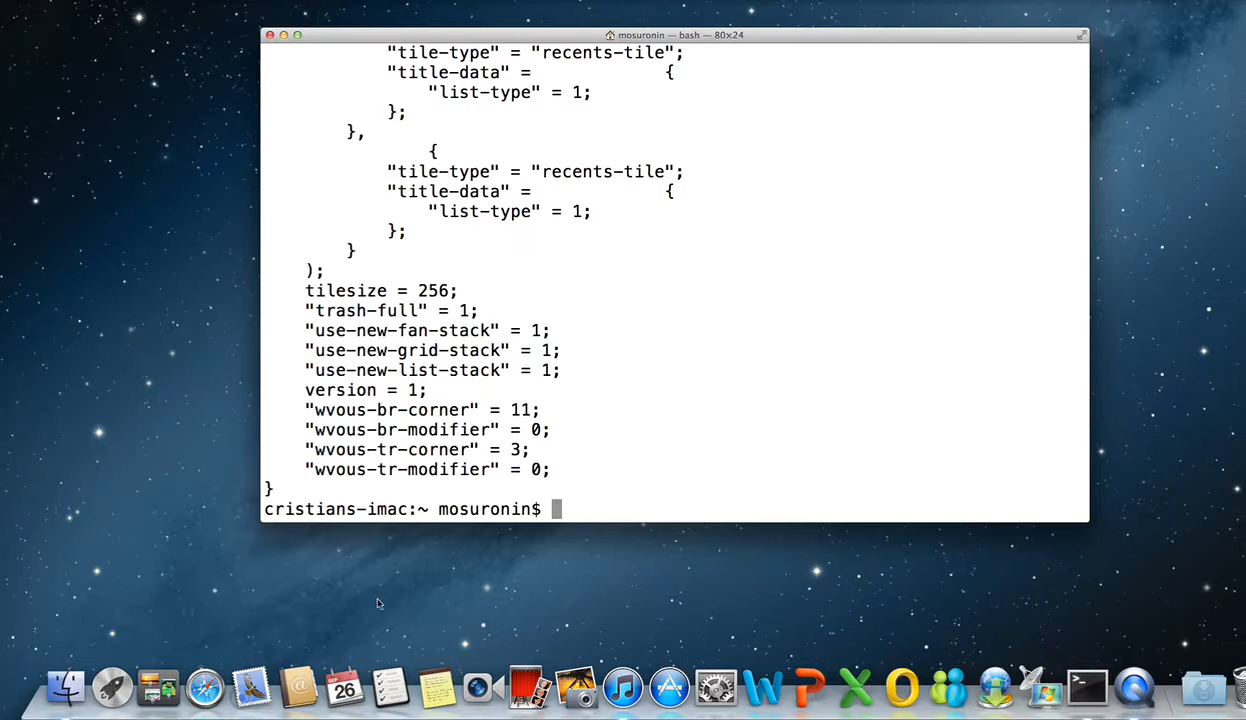 mosuronin — bash — 80×24
"tile-type" = "recents-tile";
"title-data" = {
"list-type" = 1;
};
},
{
"tile-type" = "recents-tile";
"title-data" = {
"list-type" = 1;
};
}
);
tilesize = 256;
"trash-full" = 1;
"use-new-fan-stack" = 1;
"use-new-grid-stack" = 1;
"use-new-list-stack" = 1;
version = 1;
"wvous-br-corner" = 11;
"wvous-br-modifier" = 0;
"wvous-tr-corner" = 3;
"wvous-tr-modifier" = 0;
}
cristians-imac:~ mosuronin$
SEP
26
W P X O
>_